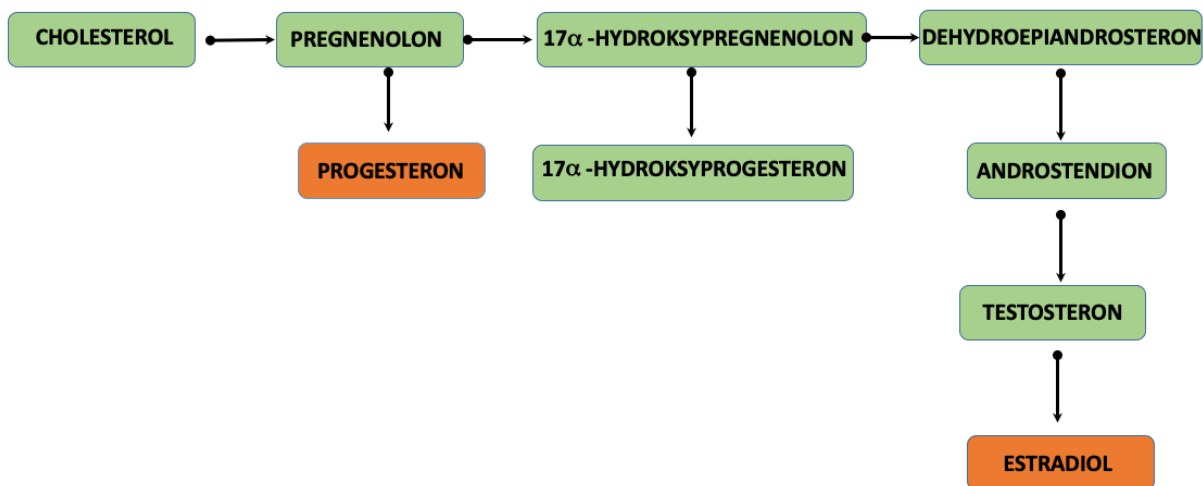 CHOLESTEROL
PREGNENOLON
17α -HYDROKSYPREGNENOLON
DEHYDROEPIANDROSTERON
PROGESTERON
17α -HYDROKSYPROGESTERON
ANDROSTENDION
TESTOSTERON
ESTRADIOL